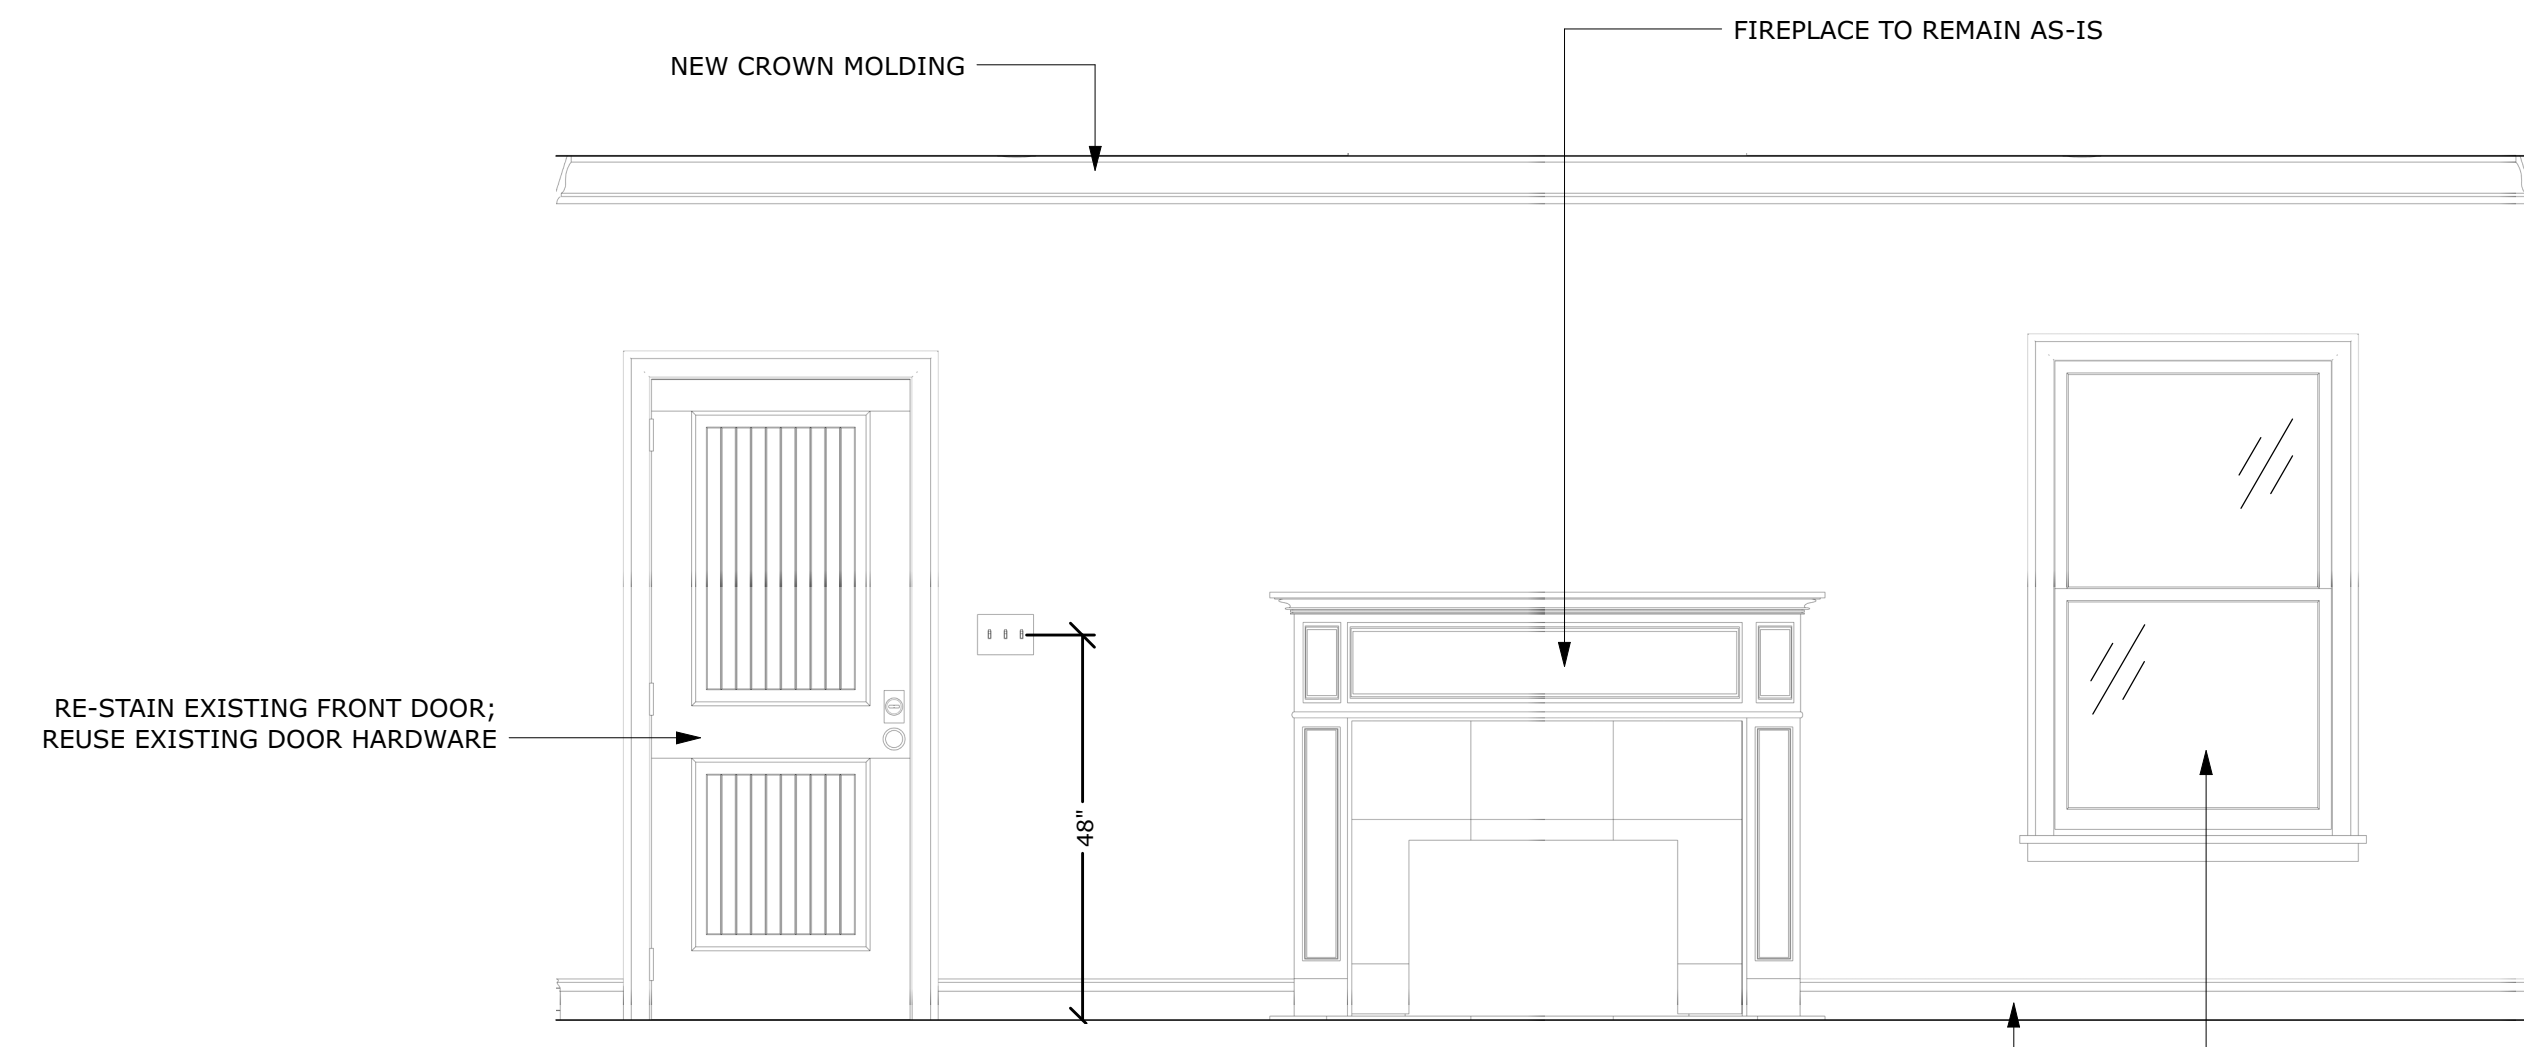 FIREPLACE TO REMAIN AS-IS
NEW CROWN MOLDING
RE-STAIN EXISTING FRONT DOOR;
REUSE EXISTING DOOR HARDWARE
48"